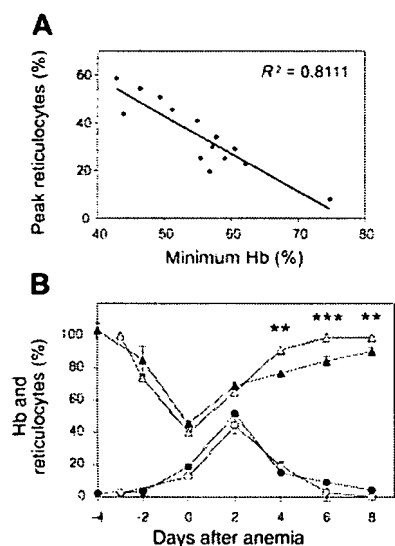 A
Peak reticulocytes (%)
60
40
20
0
R² = 0.8111
40 50 60 70 80
Minimum Hb (%)
B
Hb and reticulocytes (%)
100
80
60
40
20
0
★★ ★★★ ★★
-4 -2 0 2 4 6 8
Days after anemia